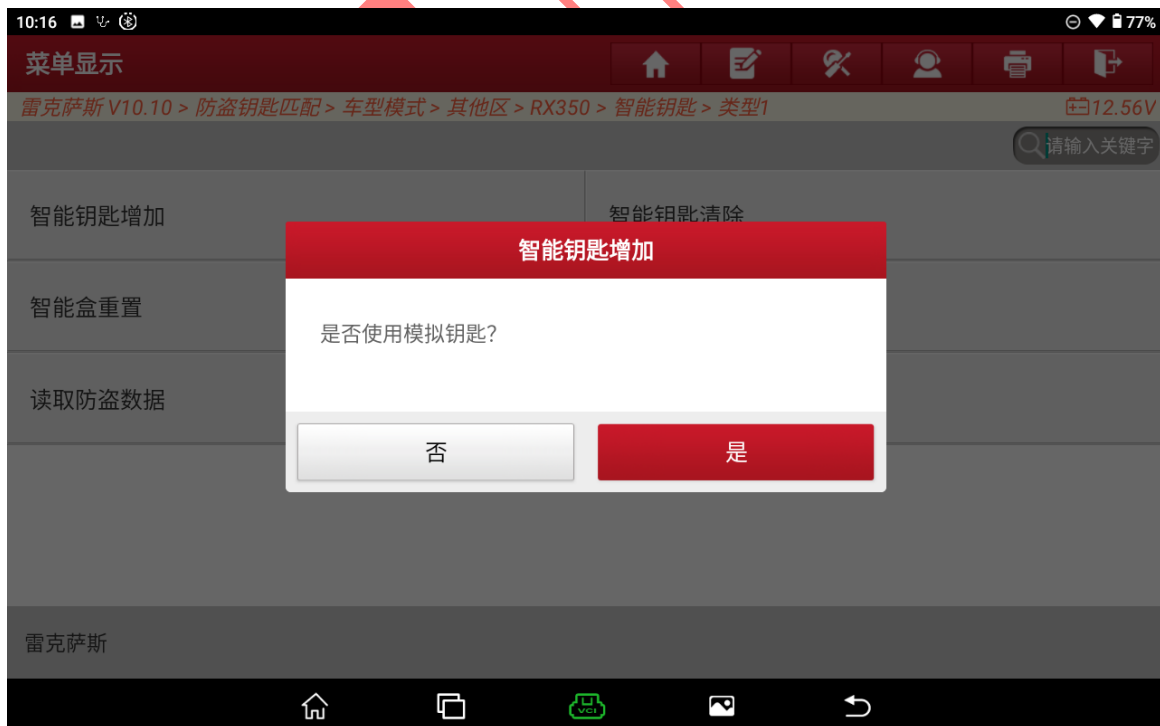 10:16 77%
菜单显示
雷克萨斯 V10.10 > 防盗钥匙匹配 > 车型模式 > 其他区 > RX350 > 智能钥匙 > 类型1 12.56V
请输入关键字
智能钥匙增加 智能钥匙清除
智能钥匙增加
智能盒重置
是否使用模拟钥匙?
读取防盗数据
否 是
雷克萨斯
VCI